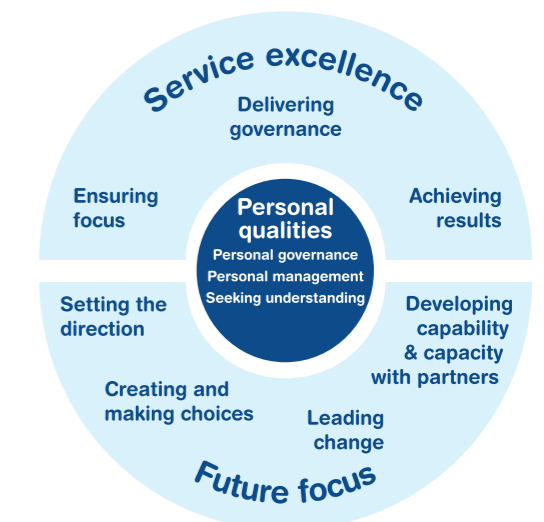 Service excellence
Delivering
governance
Ensuring
focus
Achieving
results
Personal
qualities
Personal governance
Personal management
Seeking understanding
Setting the
direction
Developing
capability
& capacity
with partners
Creating and
making choices
Leading
change
Future focus